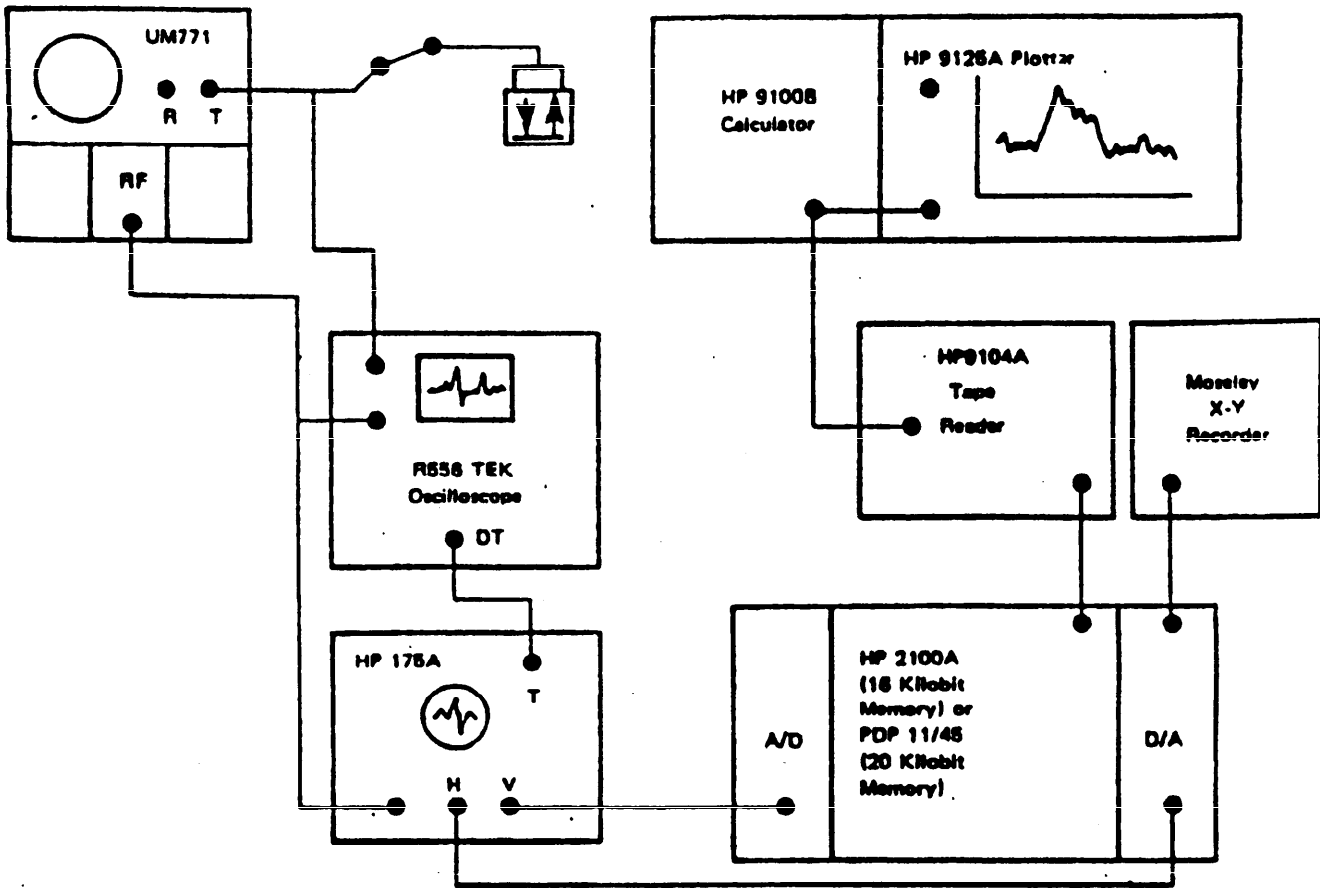 UM771
R T
RF
HP 9100B
Calculator
HP 9125A Plotter
HP9104A
Tape
Reader
Moseley
X-Y
Recorder
R556 TEK
Oscilloscope
DT
HP 175A
T
H V
A/D
HP 2100A
(16 Kilobit
Memory) or
PDP 11/45
(20 Kilobit
Memory)
D/A